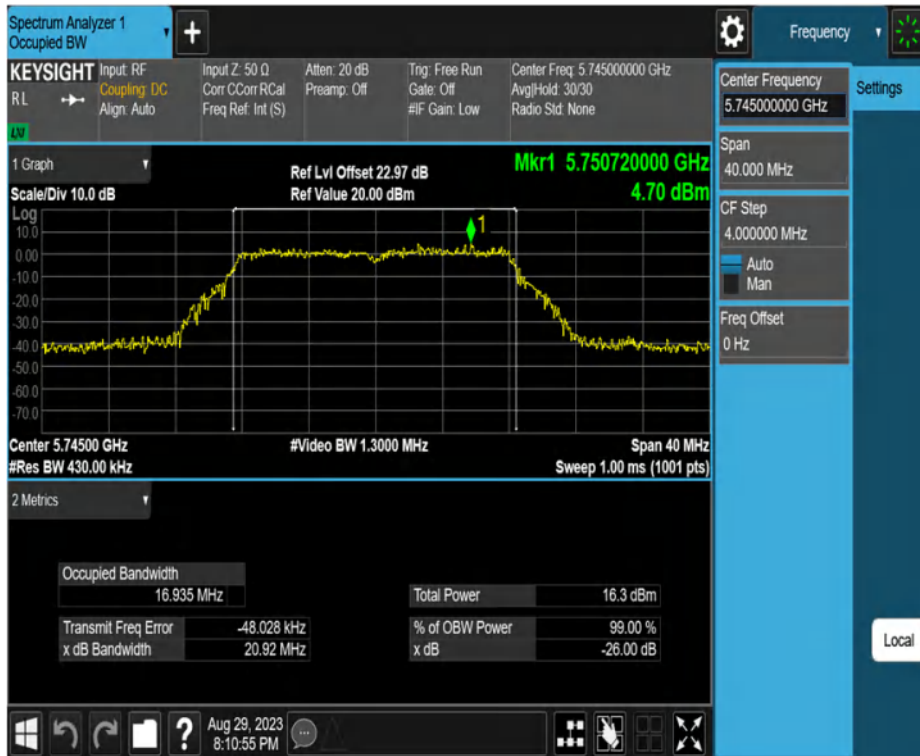 Spectrum Analyzer 1
Occupied BW
Frequency
KEYSIGHT
RL
LXI
Input: RF
Coupling: DC
Align: Auto
Input Z: 50 Ω
Corr CCorr RCal
Freq Ref: Int (S)
Atten: 20 dB
Preamp: Off
Trig: Free Run
Gate: Off
#IF Gain: Low
Center Freq: 5.745000000 GHz
Avg|Hold: 30/30
Radio Std: None
Center Frequency
5.745000000 GHz
Settings
Span
40.000 MHz
CF Step
4.000000 MHz
Auto
Man
Freq Offset
0 Hz
Local
1 Graph
Scale/Div 10.0 dB
Ref Lvl Offset 22.97 dB
Ref Value 20.00 dBm
Mkr1 5.750720000 GHz
4.70 dBm
Log
10.0
0.00
-10.0
-20.0
-30.0
-40.0
-50.0
-60.0
-70.0
1
Center 5.74500 GHz
#Video BW 1.3000 MHz
Span 40 MHz
#Res BW 430.00 kHz
Sweep 1.00 ms (1001 pts)
2 Metrics
Occupied Bandwidth
16.935 MHz
Total Power 16.3 dBm
Transmit Freq Error -48.028 kHz
% of OBW Power 99.00 %
x dB Bandwidth 20.92 MHz
x dB -26.00 dB
Aug 29, 2023
8:10:55 PM